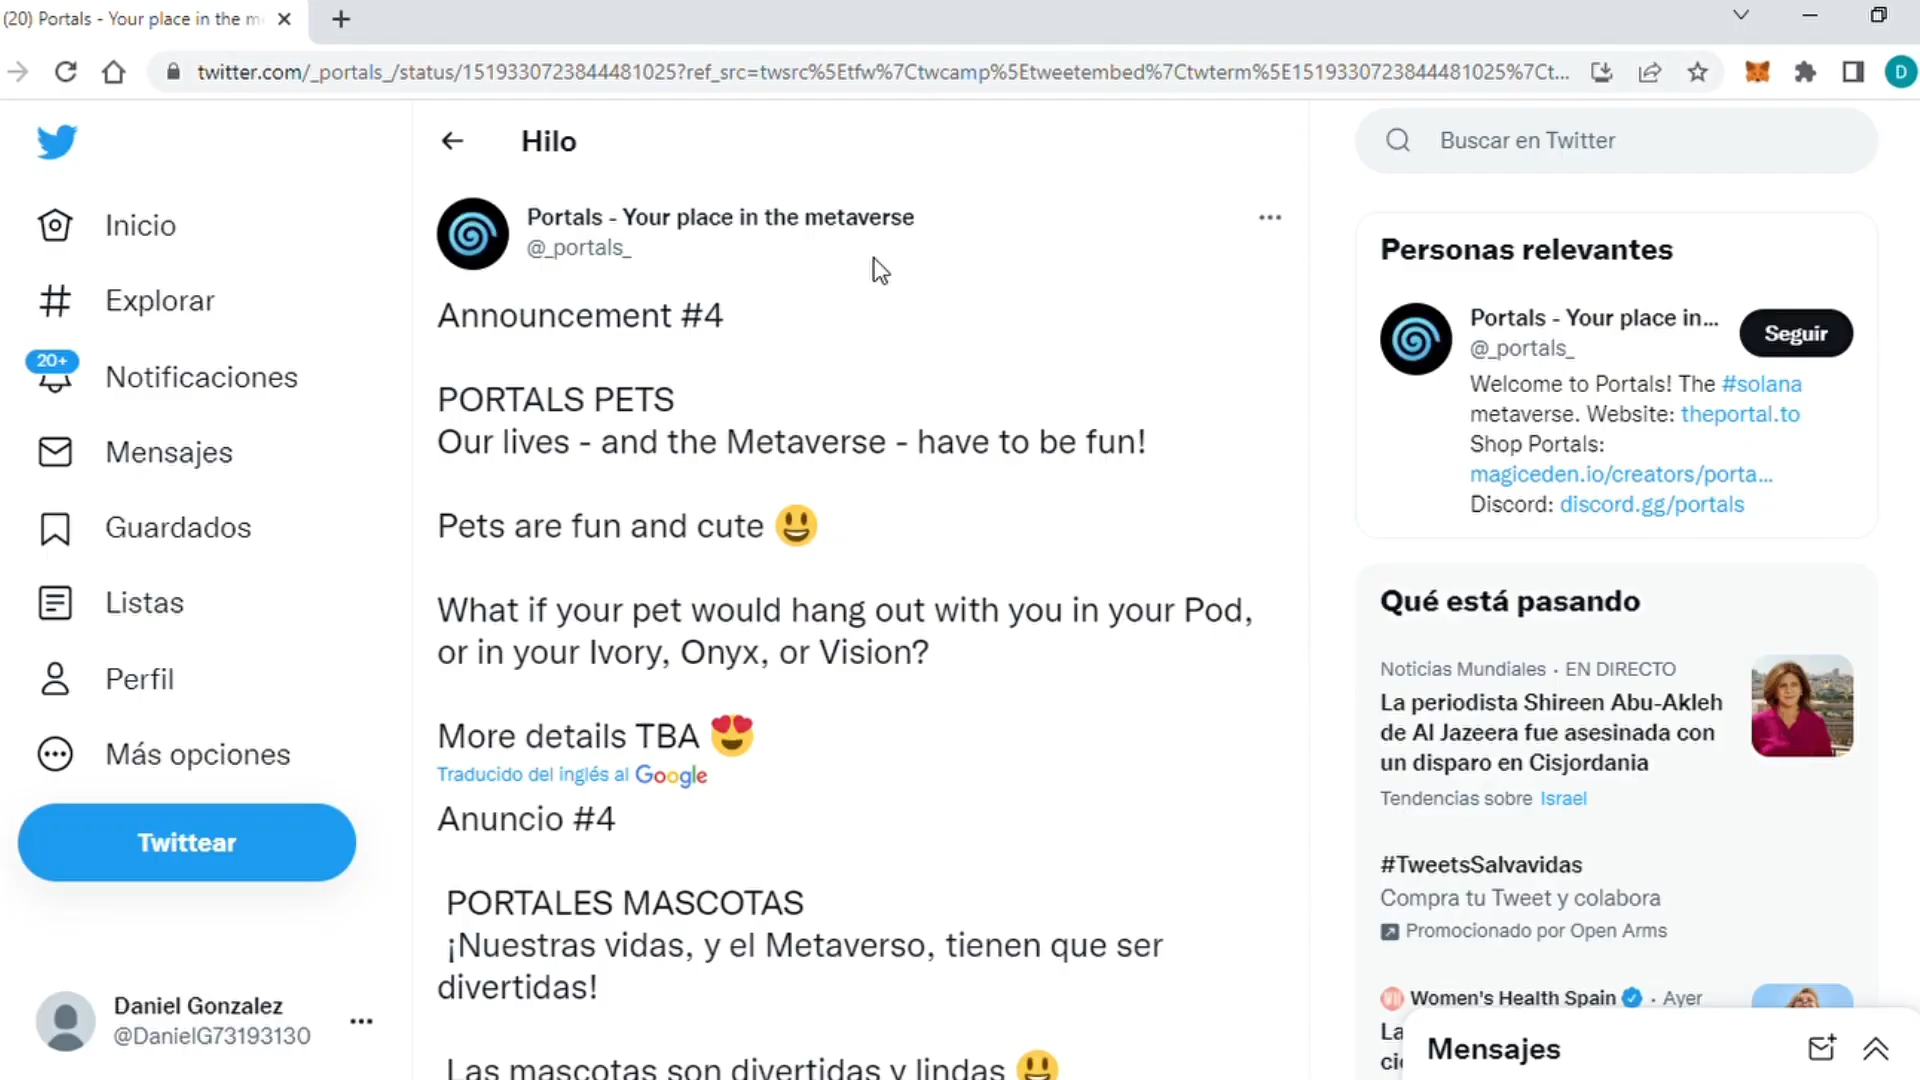 (20) Portals - Your place in the m
twitter.com/_portals_/status/1519330723844481025?ref_src=twsrc%5Etfw%7Ctwcamp%5Etweetembed%7Ctwterm%5E1519330723844481025%7Ct...
D
Inicio
Explorar
20+
Notificaciones
Mensajes
Guardados
Listas
Perfil
Más opciones
Twittear
Daniel Gonzalez
@DanielG73193130
Hilo
Portals - Your place in the metaverse
@_portals_
Announcement #4
PORTALS PETS
Our lives - and the Metaverse - have to be fun!
Pets are fun and cute 😃
What if your pet would hang out with you in your Pod,
or in your Ivory, Onyx, or Vision?
More details TBA 😍
Traducido del inglés al Google
Anuncio #4
PORTALES MASCOTAS
¡Nuestras vidas, y el Metaverso, tienen que ser
divertidas!
Las mascotas son divertidas y lindas 😃
Buscar en Twitter
Personas relevantes
Portals - Your place in...
@_portals_
Seguir
Welcome to Portals! The #solana
metaverse. Website: theportal.to
Shop Portals:
magiceden.io/creators/porta...
Discord: discord.gg/portals
Qué está pasando
Noticias Mundiales · EN DIRECTO
La periodista Shireen Abu-Akleh
de Al Jazeera fue asesinada con
un disparo en Cisjordania
Tendencias sobre Israel
#TweetsSalvavidas
Compra tu Tweet y colabora
Promocionado por Open Arms
Women's Health Spain · Ayer
La
Mensajes